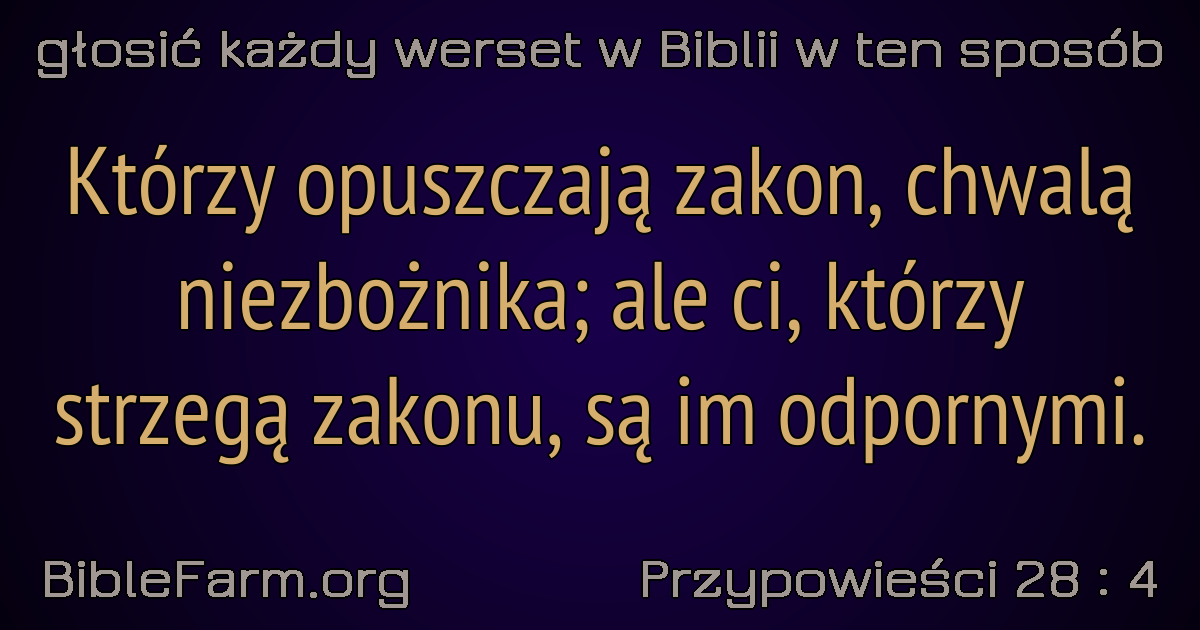 głosić każdy werset w Biblii w ten sposób
Którzy opuszczają zakon, chwalą
niezbożnika; ale ci, którzy
strzegą zakonu, są im odpornymi.
BibleFarm.org
Przypowieści 28 : 4